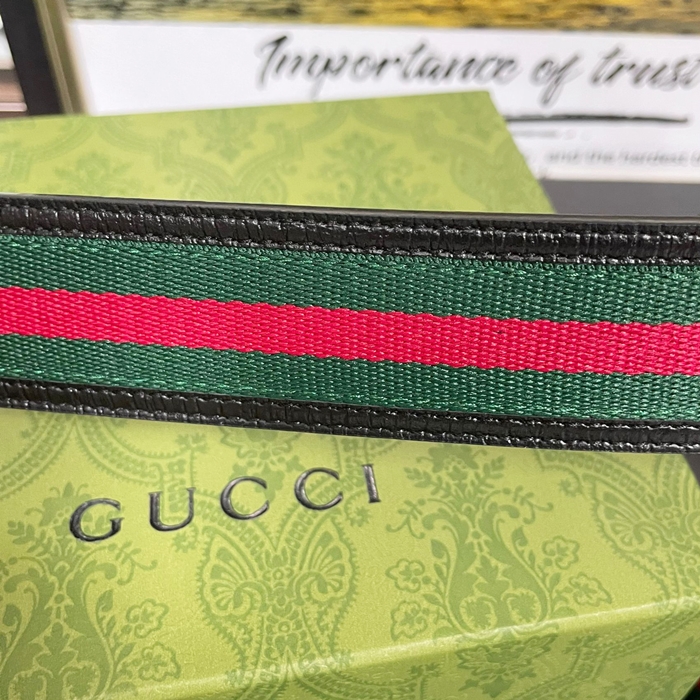 Importance of trust
and the hardest
GUCCI